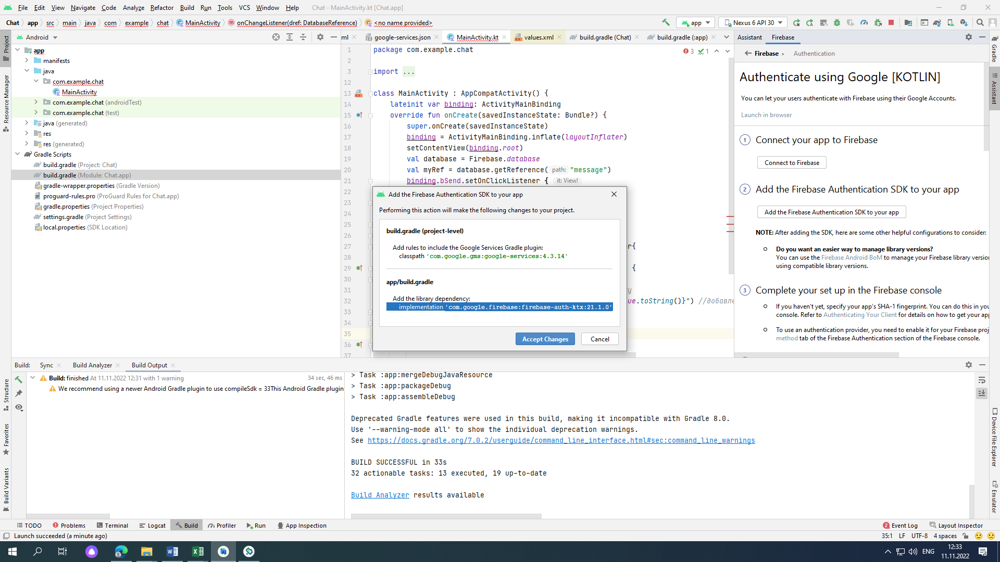 File Edit View Navigate Code Analyze Refactor Build Run Tools VCS Window Help Chat - MainActivity.kt [Chat.app]
Chat app src main java com example chat MainActivity onChangeListener(dref: DatabaseReference) <no name provided> app Nexus 6 API 30
Android
ml google-services.json MainActivity.kt values.xml build.gradle (Chat) build.gradle (:app)
Assistant Firebase
Project
Resource Manager
Structure
Favorites
Build Variants
app
manifests
java
com.example.chat
MainActivity
com.example.chat (androidTest)
com.example.chat (test)
java (generated)
res
res (generated)
Gradle Scripts
build.gradle (Project: Chat)
build.gradle (Module: Chat.app)
gradle-wrapper.properties (Gradle Version)
proguard-rules.pro (ProGuard Rules for Chat.app)
gradle.properties (Project Properties)
settings.gradle (Project Settings)
local.properties (SDK Location)
3 1
1 package com.example.chat
2
3 import ...
12
13 class MainActivity : AppCompatActivity() {
14 lateinit var binding: ActivityMainBinding
15 override fun onCreate(savedInstanceState: Bundle?) {
16 super.onCreate(savedInstanceState)
17 binding = ActivityMainBinding.inflate(layoutInflater)
18 setContentView(binding.root)
19 val database = Firebase.database
20 val myRef = database.getReference( path: "message")
21 binding.bSend.setOnClickListener { it: View!
22
23
24
25
26
27 r{
28
29 {
30
31 у
32 ue.toString()}") //добавле
33
34
35
36
37
Add the Firebase Authentication SDK to your app
Performing this action will make the following changes to your project.
build.gradle (project-level)
Add rules to include the Google Services Gradle plugin:
classpath 'com.google.gms:google-services:4.3.14'
app/build.gradle
Add the library dependency:
implementation 'com.google.firebase:firebase-auth-ktx:21.1.0'
Accept Changes Cancel
Firebase › Authentication
Authenticate using Google [KOTLIN]
You can let your users authenticate with Firebase using their Google Accounts.
Launch in browser
1 Connect your app to Firebase
Connect to Firebase
2 Add the Firebase Authentication SDK to your app
Add the Firebase Authentication SDK to your app
NOTE: After adding the SDK, here are some other helpful configurations to consider:
Do you want an easier way to manage library versions?
You can use the Firebase Android BoM to manage your Firebase library versio
using compatible library versions.
3 Complete your set up in the Firebase console
If you haven't yet, specify your app's SHA-1 fingerprint. You can do this in you
console. Refer to Authenticating Your Client for details on how to get your app
To use an authentication provider, you need to enable it for your Firebase proj
method tab of the Firebase Authentication section of the Firebase console.
Gradle
Assistant
Device File Explorer
Emulator
Build: Sync Build Analyzer Build Output
Build: finished At 11.11.2022 12:31 with 1 warning 34 sec, 46 ms
We recommend using a newer Android Gradle plugin to use compileSdk = 33This Android Gradle plugin
> Task :app:mergeDebugJavaResource
> Task :app:packageDebug
> Task :app:assembleDebug
Deprecated Gradle features were used in this build, making it incompatible with Gradle 8.0.
Use '--warning-mode all' to show the individual deprecation warnings.
See https://docs.gradle.org/7.0.2/userguide/command_line_interface.html#sec:command_line_warnings
BUILD SUCCESSFUL in 33s
32 actionable tasks: 13 executed, 19 up-to-date
Build Analyzer results available
TODO Problems Terminal Logcat Build Profiler Run App Inspection 2 Event Log Layout Inspector
Launch succeeded (a minute ago) 35:1 LF UTF-8 4 spaces
ENG 12:33
11.11.2022